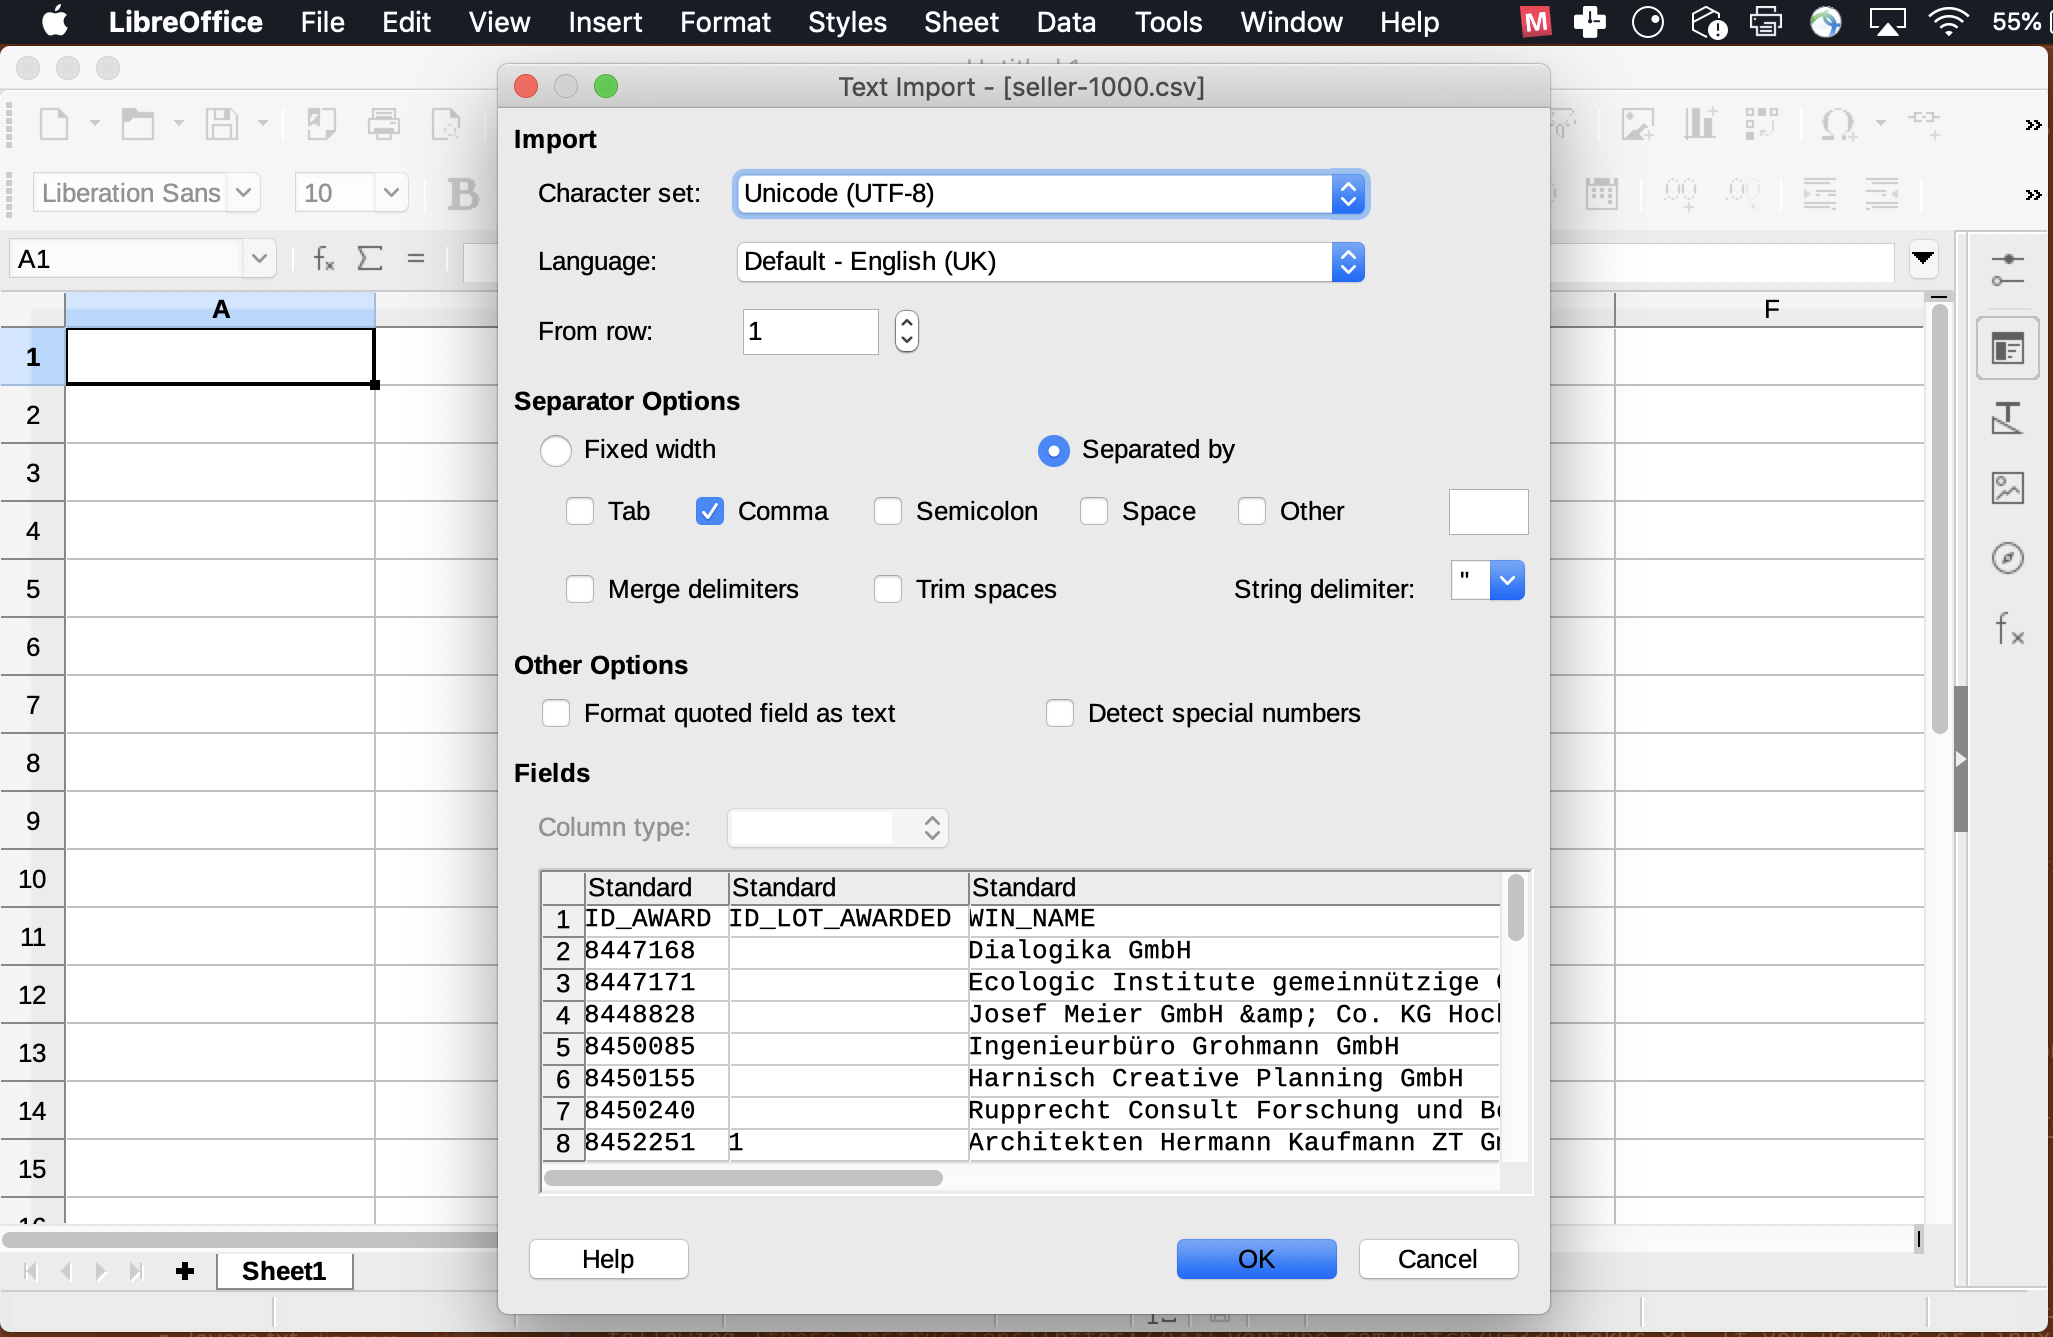 LibreOffice File Edit View Insert Format Styles Sheet Data Tools Window Help M 55%
Text Import - [seller-1000.csv]
Import
Liberation Sans 10 B
Character set: Unicode (UTF-8)
A1
Language: Default - English (UK)
From row: 1
A F
Separator Options
Fixed width Separated by
Tab Comma Semicolon Space Other
Merge delimiters Trim spaces String delimiter: "
Other Options
Format quoted field as text Detect special numbers
Fields
Column type:
Standard Standard Standard
1 ID_AWARD ID_LOT_AWARDED WIN_NAME
2 8447168 Dialogika GmbH
3 8447171 Ecologic Institute gemeinnützige
4 8448828 Josef Meier GmbH &amp;amp; Co. KG Hoch
5 8450085 Ingenieurbüro Grohmann GmbH
6 8450155 Harnisch Creative Planning GmbH
7 8450240 Rupprecht Consult Forschung und Be
8 8452251 1 Architekten Hermann Kaufmann ZT Gm
Help OK Cancel
1
2
3
4
5
6
7
8
9
10
11
12
13
14
15
16
Sheet1